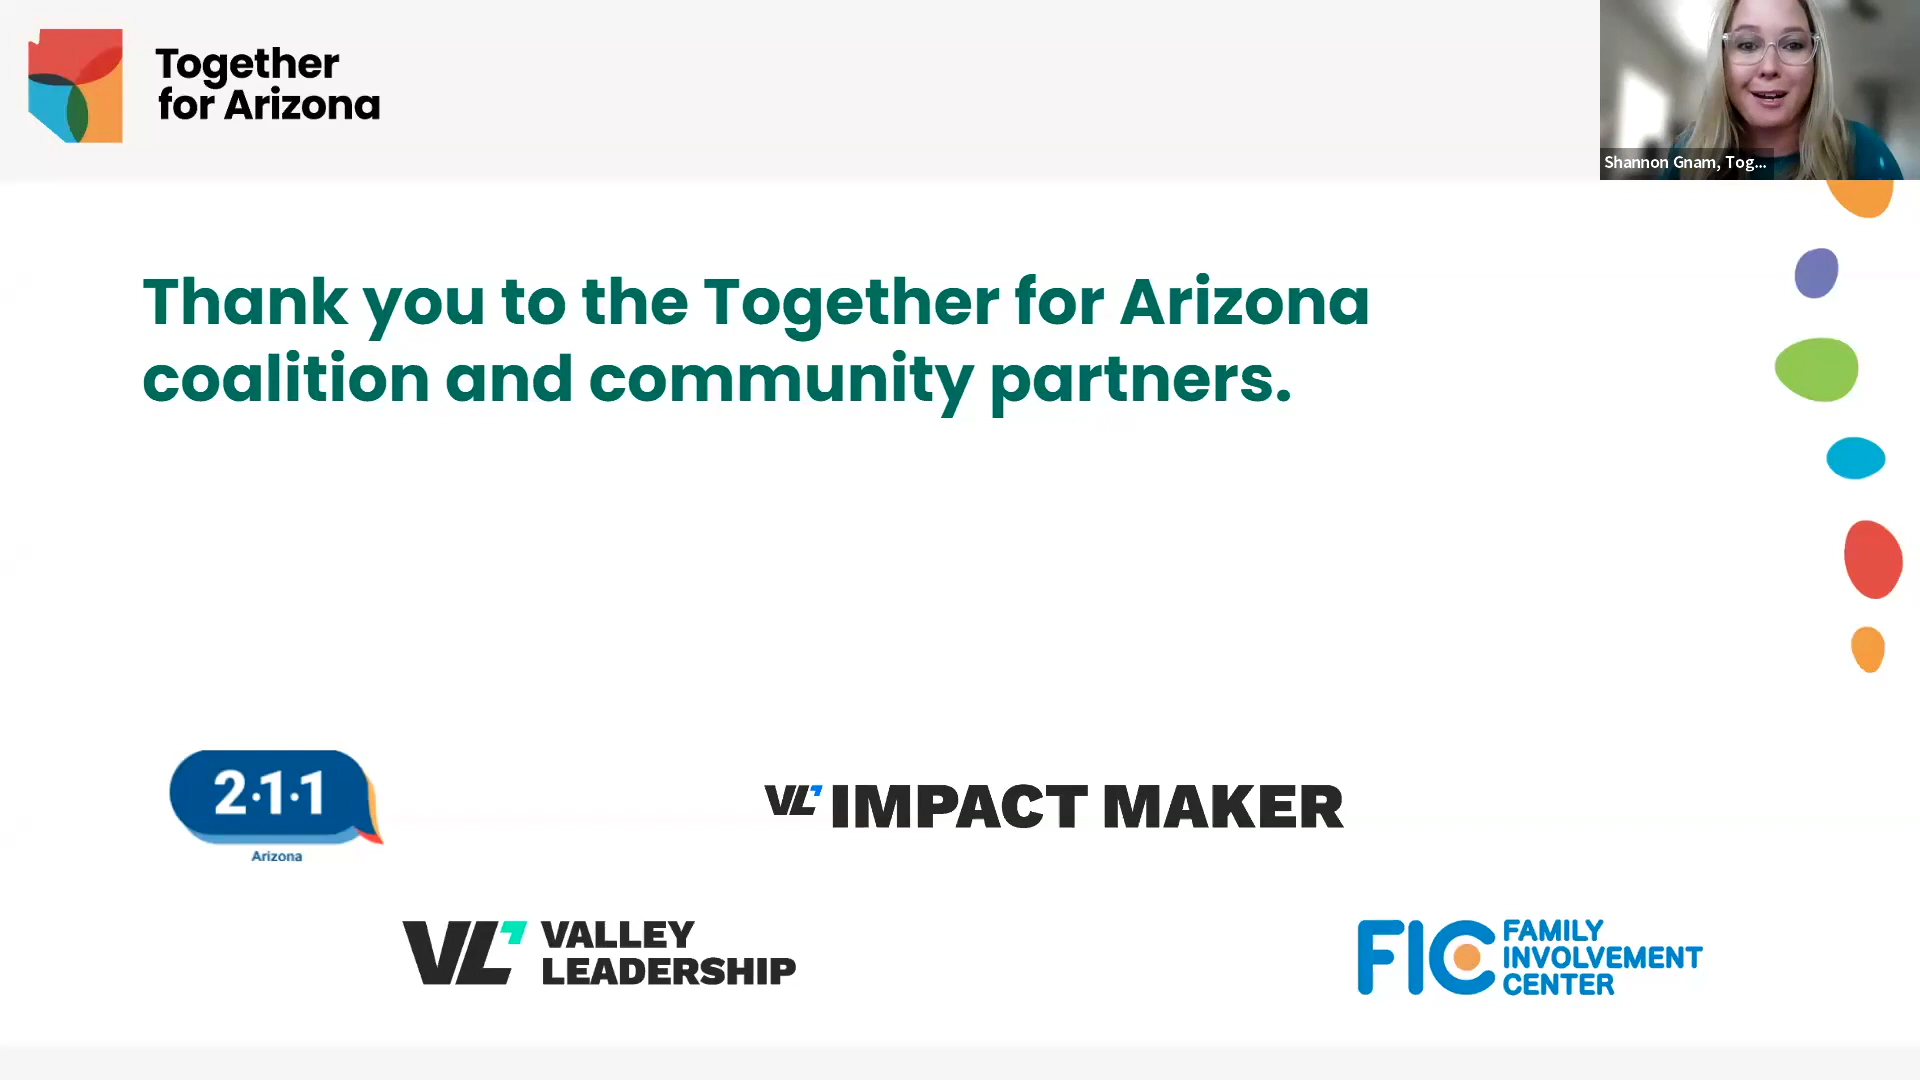 Together
for Arizona
Shannon Gnam, Tog...
Thank you to the Together for Arizona
coalition and community partners.
2·1·1
Arizona
VL IMPACT MAKER
VL VALLEY
LEADERSHIP
FIC FAMILY
INVOLVEMENT
CENTER